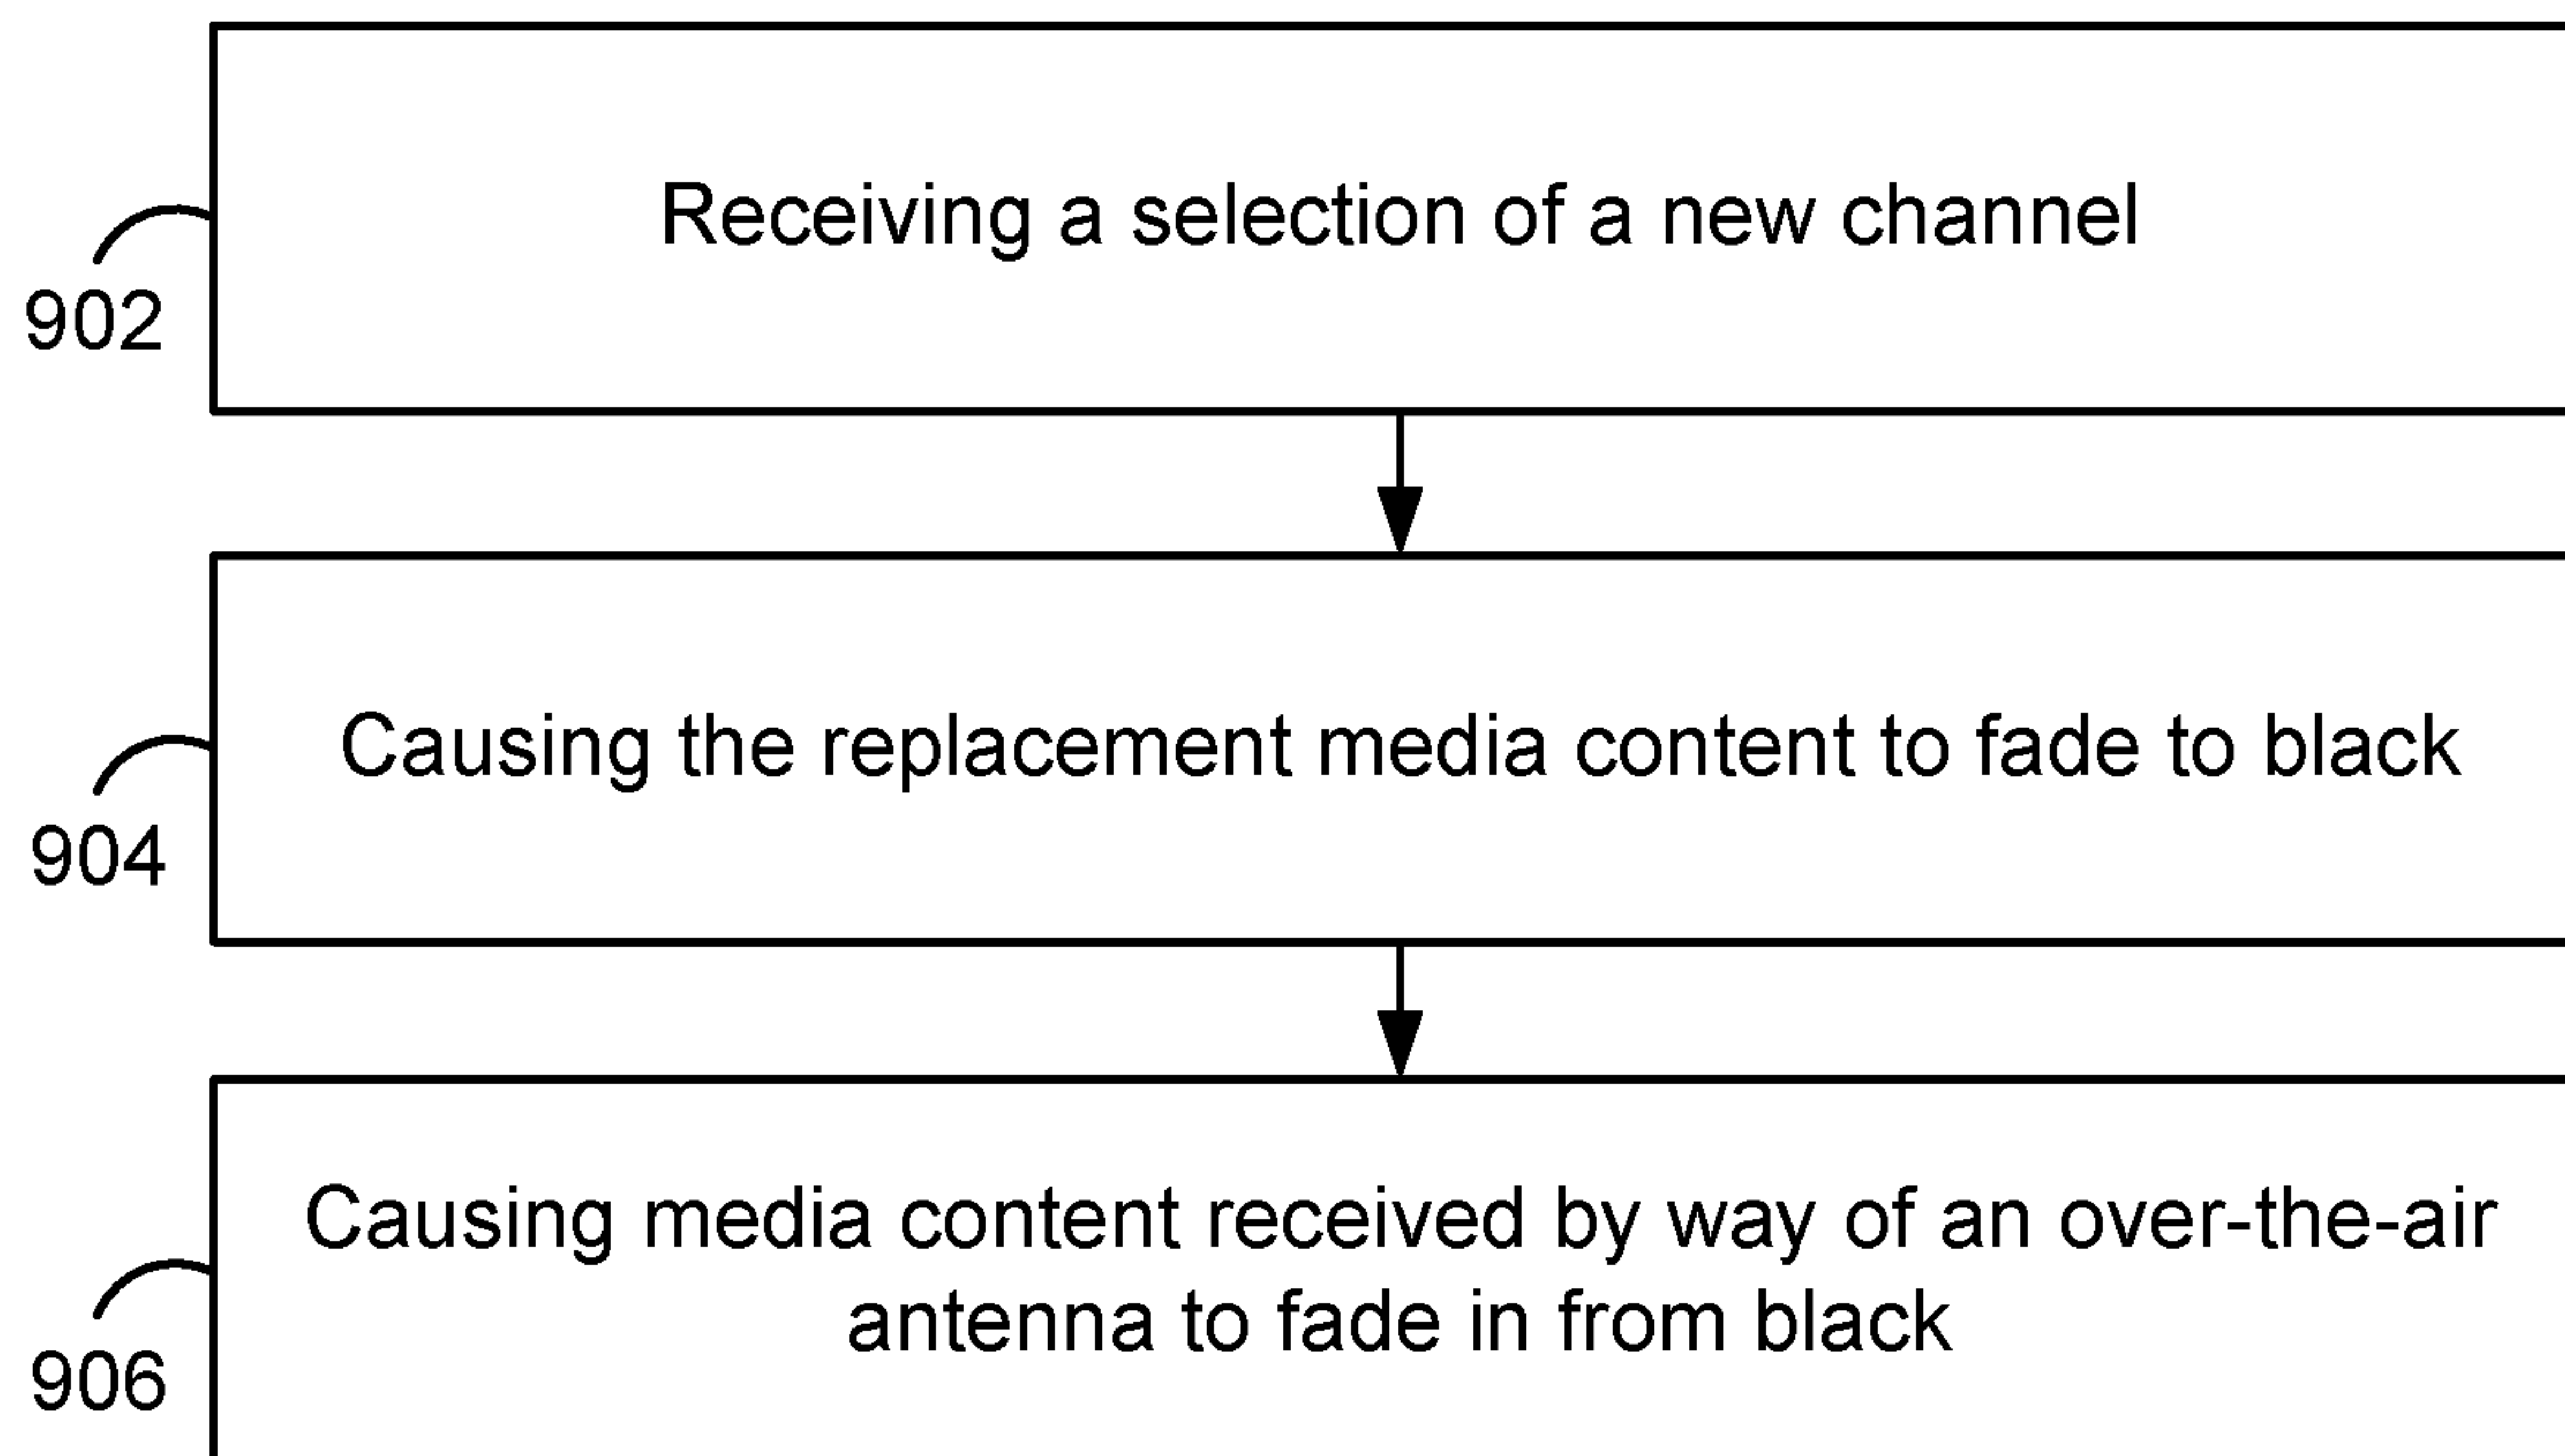 Receiving a selection of a new channel
902
Causing the replacement media content to fade to black
904
Causing media content received by way of an over-the-air
antenna to fade in from black
906